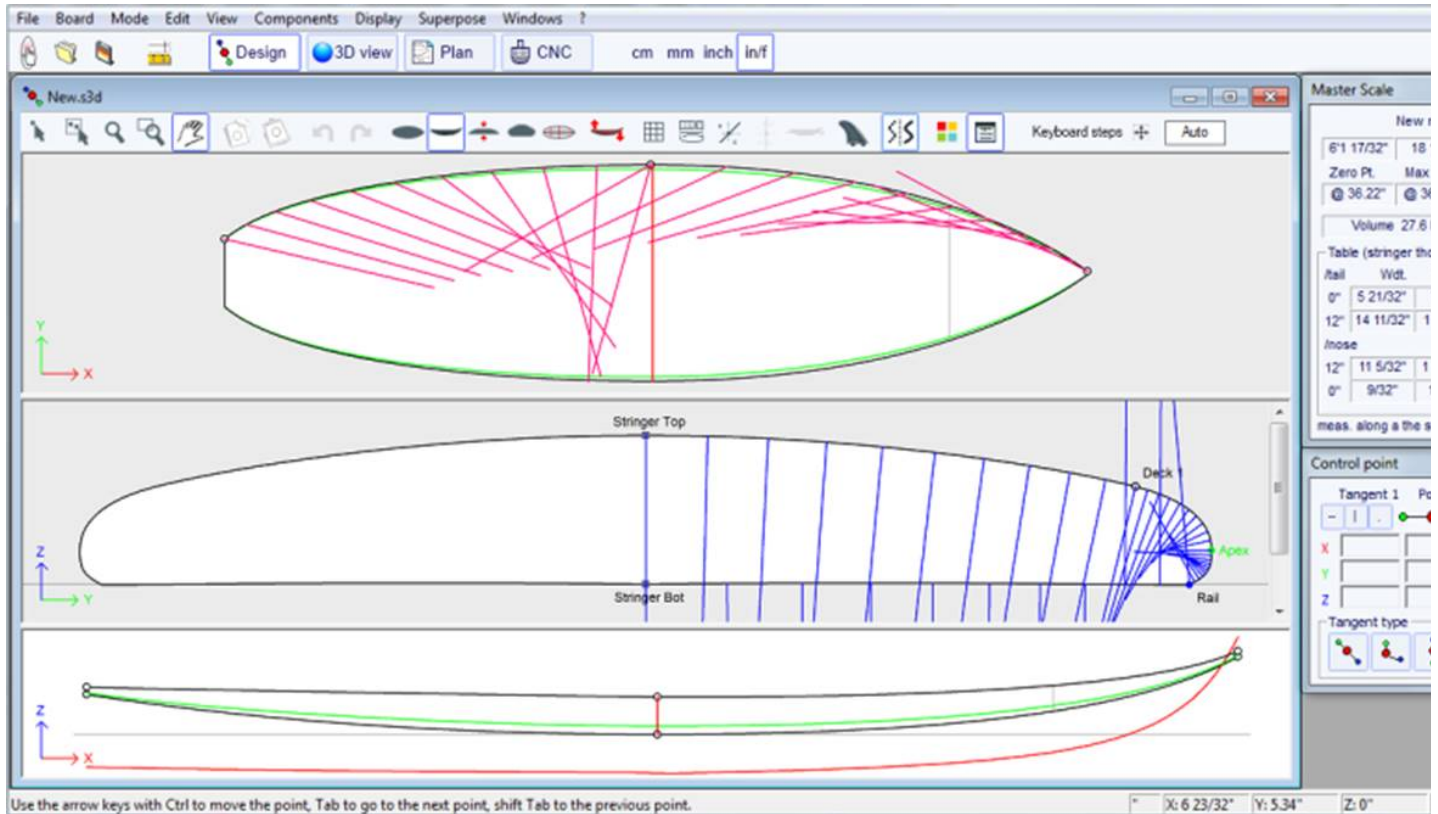 File Board Mode Edit View Components Display Superpose Windows ?
Design 3D view Plan CNC cm mm inch in/f
New.s3d
Keyboard steps Auto
Y
X
Stringer Top
Deck 1
Apex
Z
Y
Stringer Bot
Rail
Z
X
Master Scale
New
6'1 17/32" 18
Zero Pt. Max
@ 36.22" @ 36
Volume 27.6
Table (stringer
/tail Wdt.
0" 5 21/32"
12" 14 11/32" 1
/nose
12" 11 5/32" 1
0" 9/32"
meas. along a the s
Control point
Tangent 1
X
Y
Z
Tangent type
Use the arrow keys with Ctrl to move the point, Tab to go to the next point, shift Tab to the previous point.
" X: 6 23/32" Y: 5.34" Z: 0"